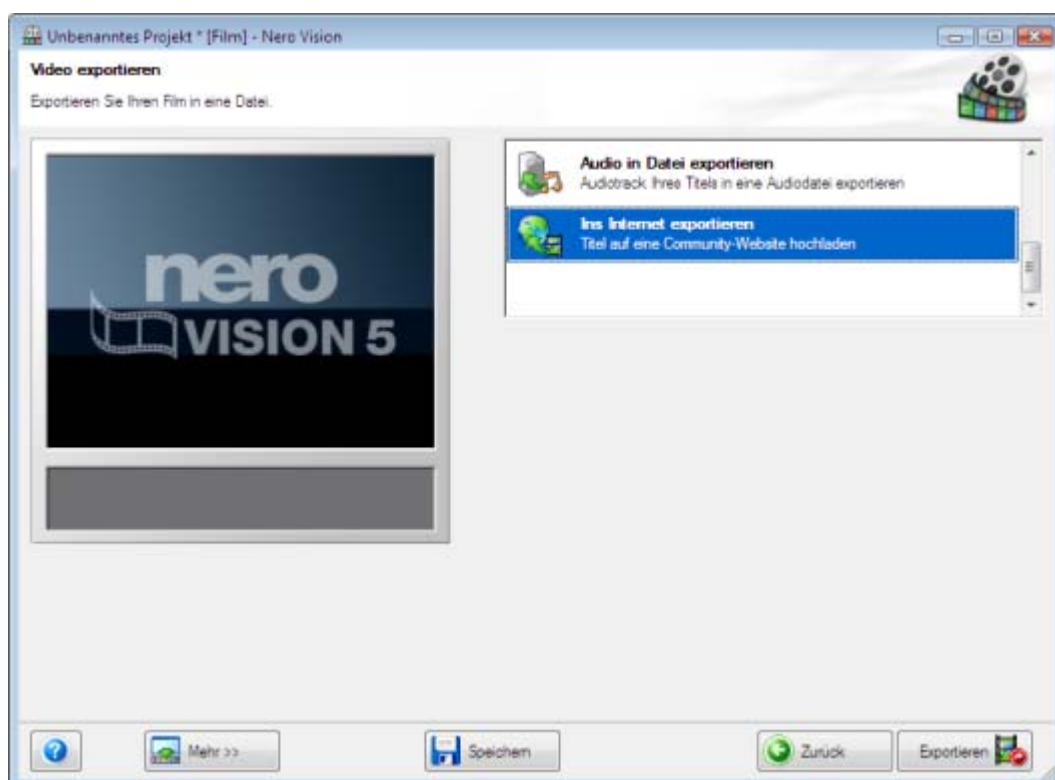 Unbenanntes Projekt * [Film] - Nero Vision
Video exportieren
Exportieren Sie Ihren Film in eine Datei.
nero
VISION 5
Audio in Datei exportieren
Audiotrack Ihres Titels in eine Audiodatei exportieren
Ins Internet exportieren
Titel auf eine Community-Website hochladen
Mehr >>
Speichern
Zurück
Exportieren